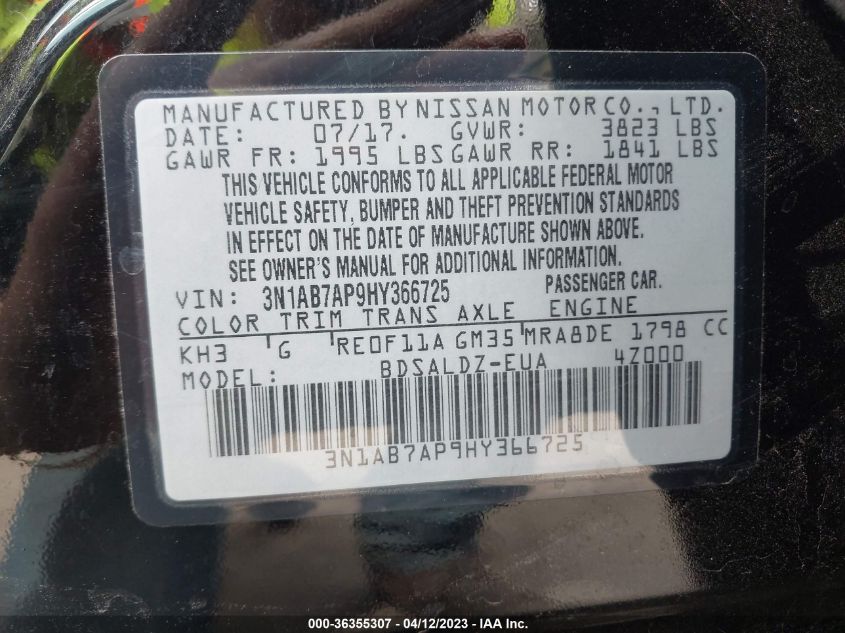 MANUFACTURED BY NISSAN MOTOR CO., LTD.
DATE: 07/17. GVWR: 3823 LBS
GAWR FR: 1995 LBS GAWR RR: 1841 LBS
THIS VEHICLE CONFORMS TO ALL APPLICABLE FEDERAL MOTOR
VEHICLE SAFETY, BUMPER AND THEFT PREVENTION STANDARDS
IN EFFECT ON THE DATE OF MANUFACTURE SHOWN ABOVE.
SEE OWNER'S MANUAL FOR ADDITIONAL INFORMATION.
VIN: 3N1AB7AP9HY366725 PASSENGER CAR.
COLOR TRIM TRANS AXLE ENGINE
KH3 G RE0F11A GM35 MRA8DE 1798 CC
MODEL: BDSALDZ-EUA 4Z000
3N1AB7AP9HY366725
000-36355307 - 04/12/2023 - IAA Inc.